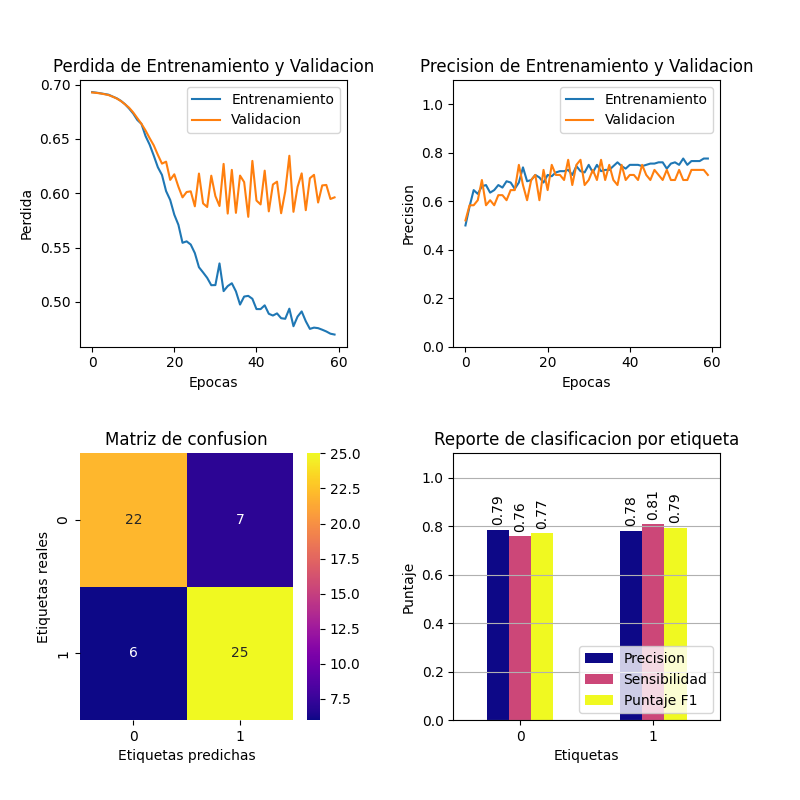 Perdida de Entrenamiento y Validacion
0.70
0.65
0.60
0.55
0.50
Perdida
Entrenamiento
Validacion
0
20
40
60
Epocas
Precision de Entrenamiento y Validacion
1.0
0.8
0.6
0.4
0.2
0.0
Precision
Entrenamiento
Validacion
0
20
40
60
Epocas
Matriz de confusion
Etiquetas reales
0
1
22
7
6
25
0
1
Etiquetas predichas
25.0
22.5
20.0
17.5
15.0
12.5
10.0
7.5
Reporte de clasificacion por etiqueta
1.0
0.8
0.6
0.4
0.2
0.0
Puntaje
0.79
0.76
0.77
0.78
0.81
0.79
Precision
Sensibilidad
Puntaje F1
0
1
Etiquetas